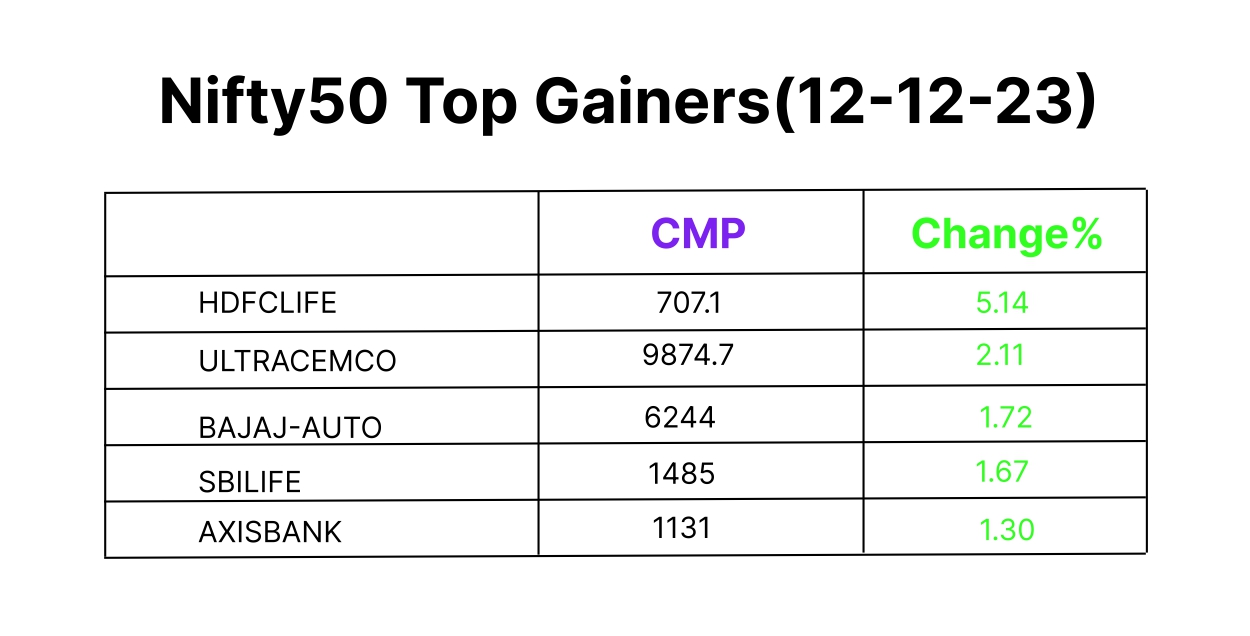 Nifty50 Top Gainers(12-12-23)
CMP Change%
HDFCLIFE 707.1 5.14
ULTRACEMCO 9874.7 2.11
BAJAJ-AUTO 6244 1.72
SBILIFE 1485 1.67
AXISBANK 1131 1.30